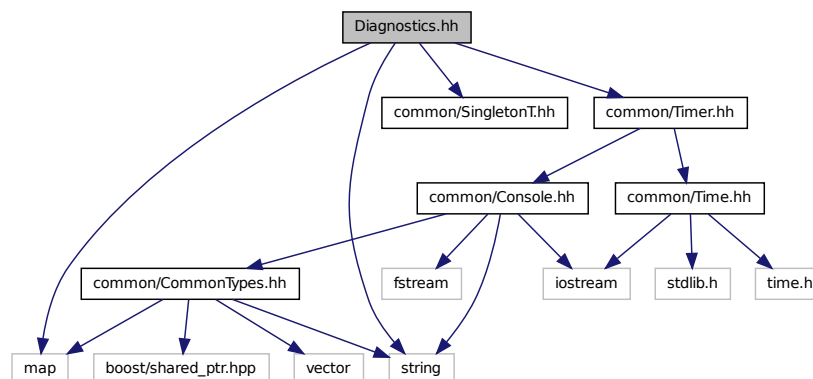 Diagnostics.hh
common/SingletonT.hh
common/Timer.hh
common/Console.hh
common/Time.hh
common/CommonTypes.hh
fstream
iostream
stdlib.h
time.h
map
boost/shared_ptr.hpp
vector
string